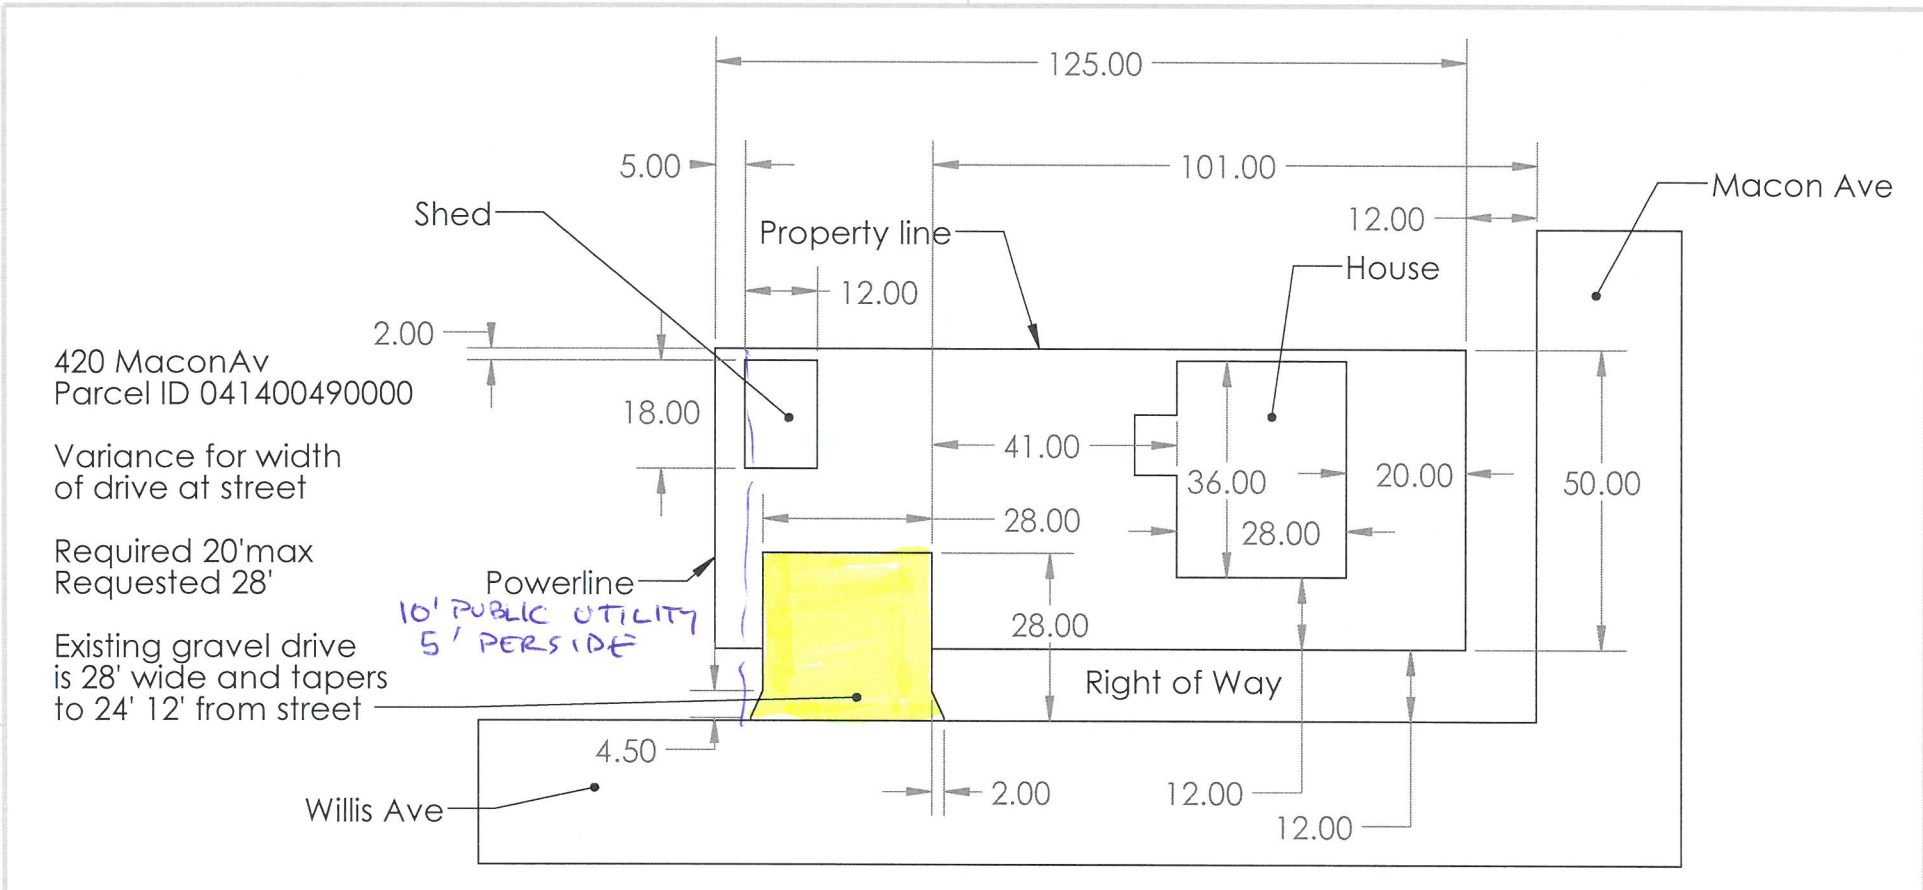 125.00
5.00
101.00
Macon Ave
Shed
12.00
Property line
House
12.00
2.00
420 MaconAv
Parcel ID 041400490000
18.00
41.00
36.00
20.00
50.00
Variance for width
of drive at street
28.00
28.00
Required 20'max
Requested 28'
Powerline
10' PUBLIC UTILITY
5' PERSIDE
28.00
Existing gravel drive
is 28' wide and tapers
to 24' 12' from street
Right of Way
4.50
Willis Ave
2.00
12.00
12.00